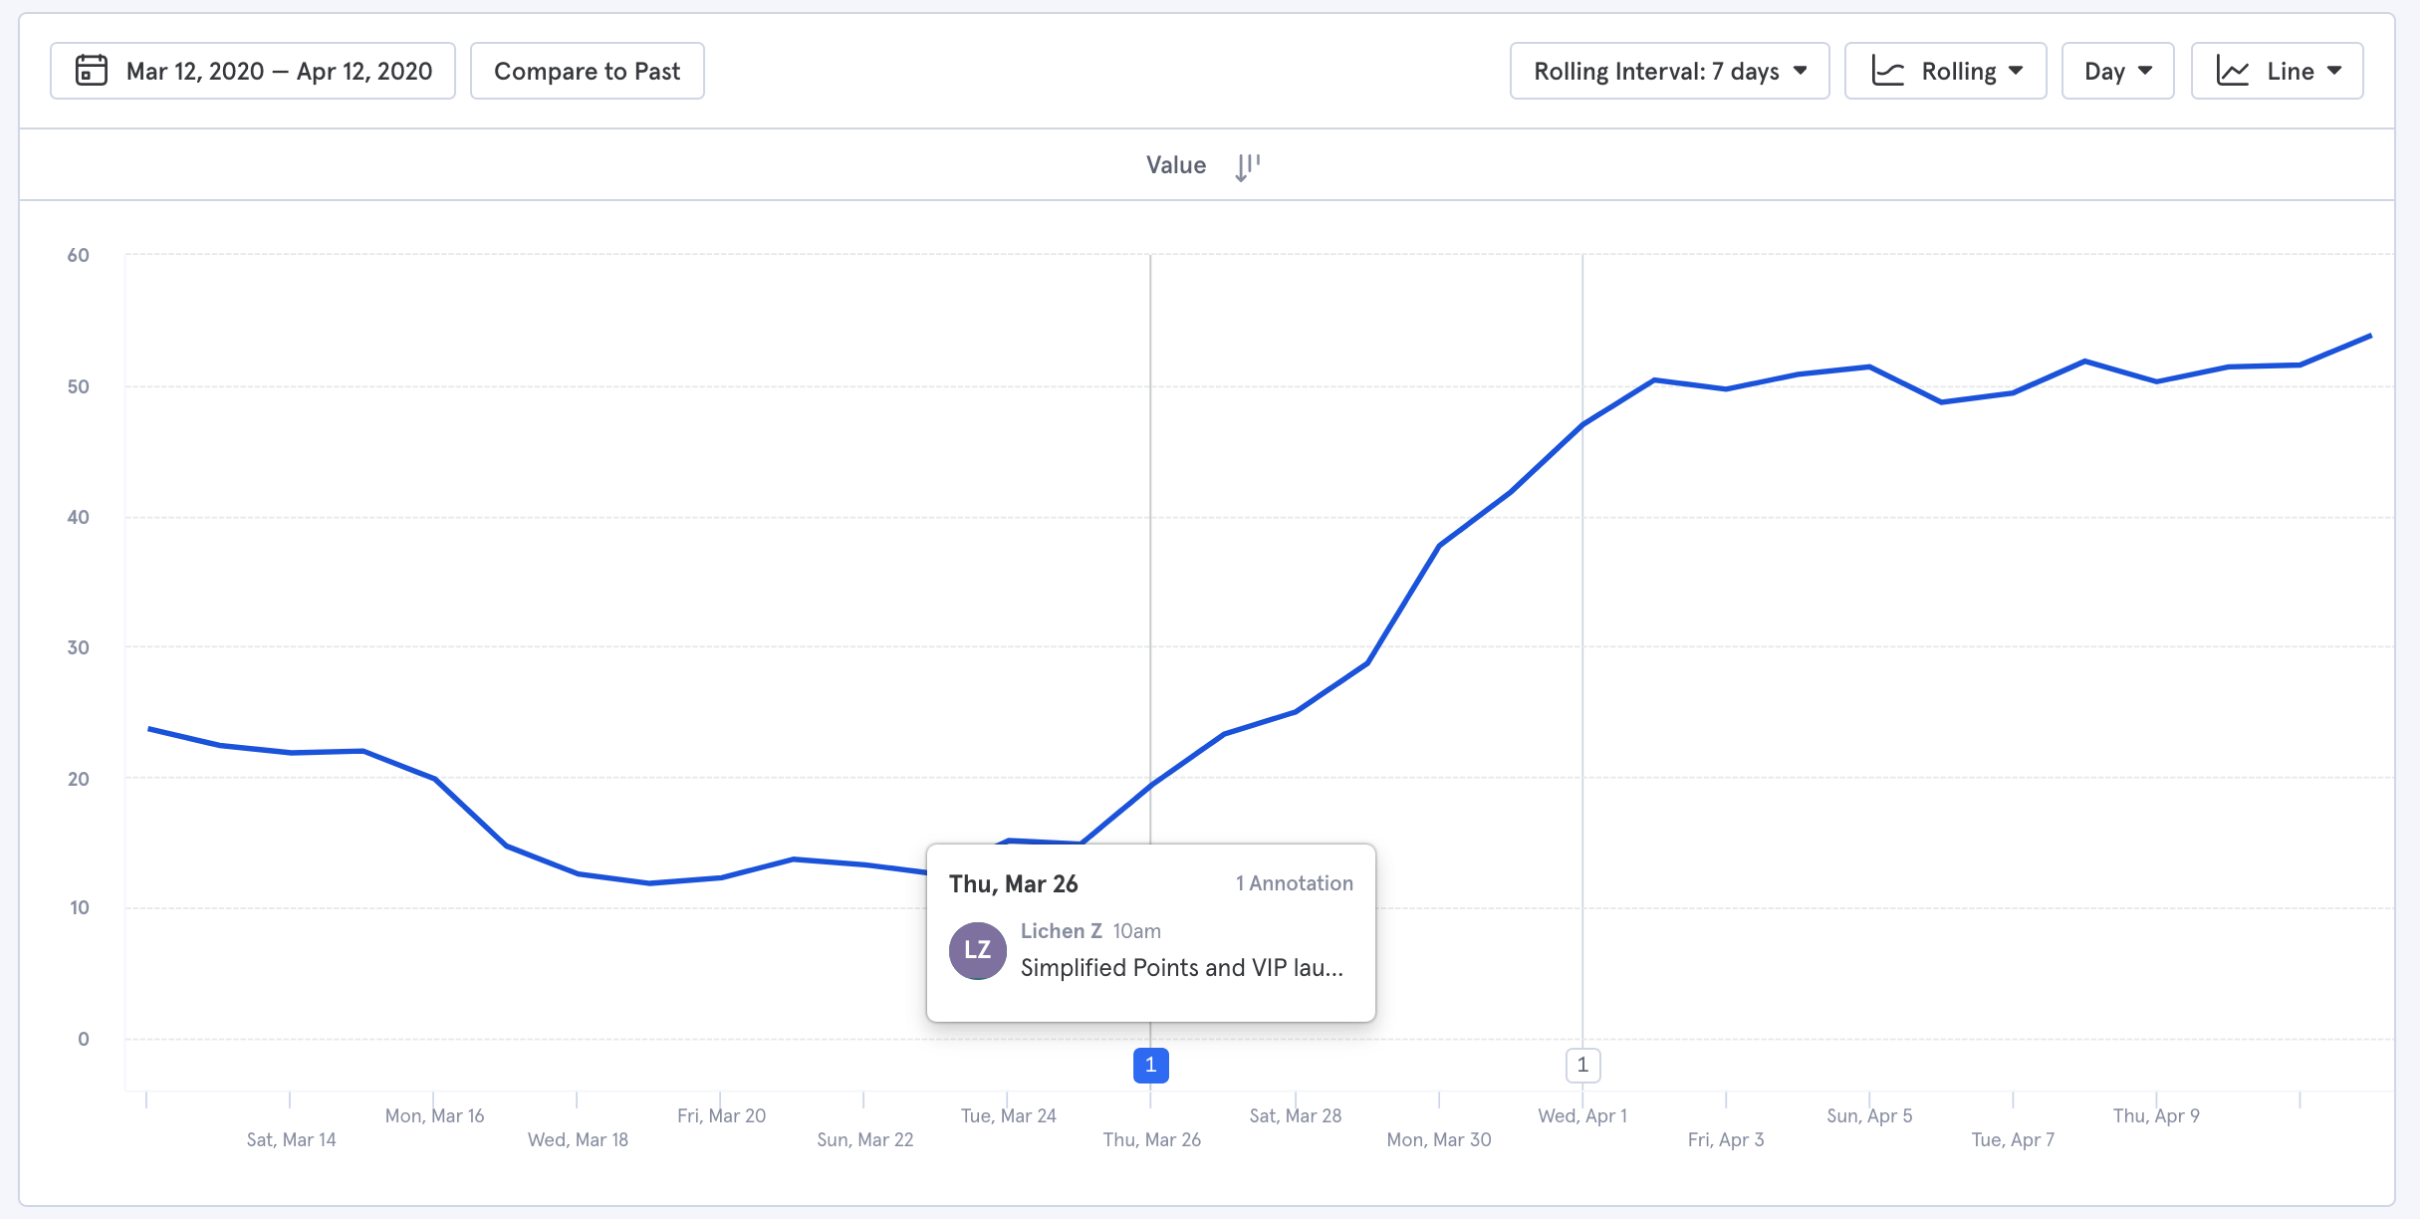 Mar 12, 2020 — Apr 12, 2020
Compare to Past
Rolling Interval: 7 days
Rolling
Day
Line
Value
60
50
40
30
20
10
0
Thu, Mar 26
1 Annotation
LZ
Lichen Z 10am
Simplified Points and VIP lau...
1
1
Mon, Mar 16
Fri, Mar 20
Tue, Mar 24
Sat, Mar 28
Wed, Apr 1
Sun, Apr 5
Thu, Apr 9
Sat, Mar 14
Wed, Mar 18
Sun, Mar 22
Thu, Mar 26
Mon, Mar 30
Fri, Apr 3
Tue, Apr 7